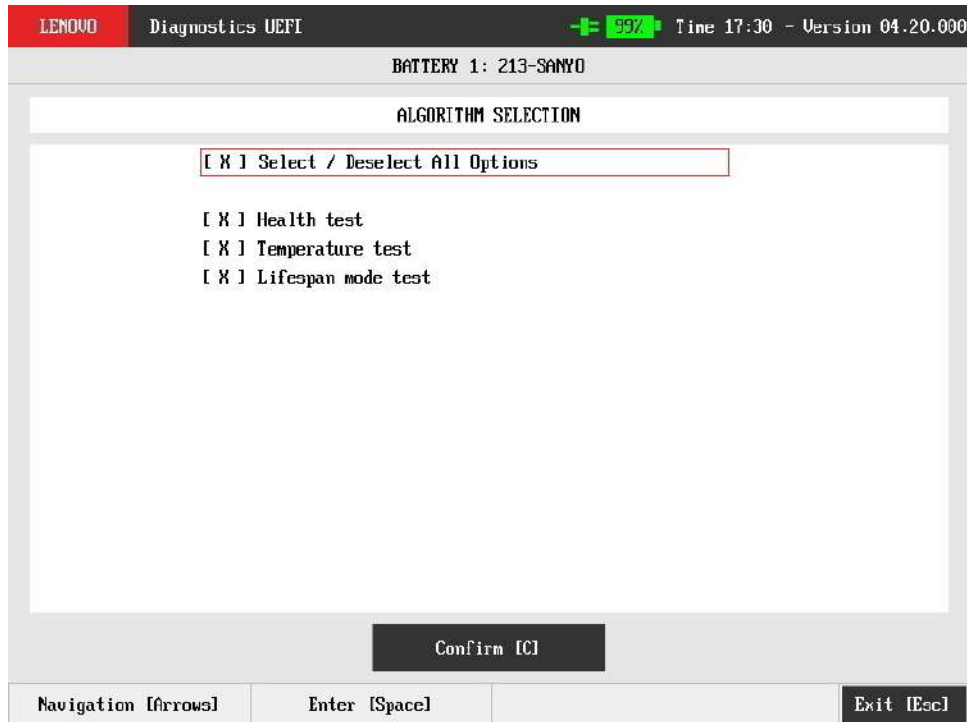 LENOVO Diagnostics UEFI 99% Time 17:30 - Version 04.20.000
BATTERY 1: 213-SANYO
ALGORITHM SELECTION
[ X ] Select / Deselect All Options
[ X ] Health test
[ X ] Temperature test
[ X ] Lifespan mode test
Confirm [C]
Navigation [Arrows] Enter [Space] Exit [Esc]